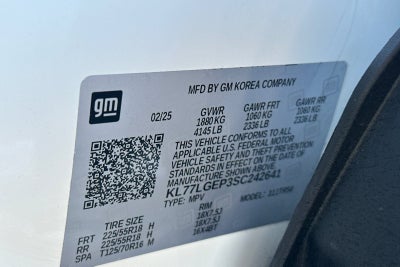 gm
MFD BY GM KOREA COMPANY
02/25 GVWR GAWR FRT GAWR RR
1880 KG 1060 KG 1060 KG
4145 LB 2336 LB 2336 LB
THIS VEHICLE CONFORMS TO ALL
APPLICABLE U.S. FEDERAL MOTOR
VEHICLE SAFETY AND THEFT PREVENTION
STANDARDS IN EFFECT ON THE DATE OF
MANUFACTURE SHOWN ABOVE.
KL77LGEP3SC242641
TYPE: MPV MODEL:
TIRE SIZE RIM
FRT 225/55R18 H 18X7.5J
RR 225/55R18 H 18X7.5J
SPA T125/70R16 M 16X4BT